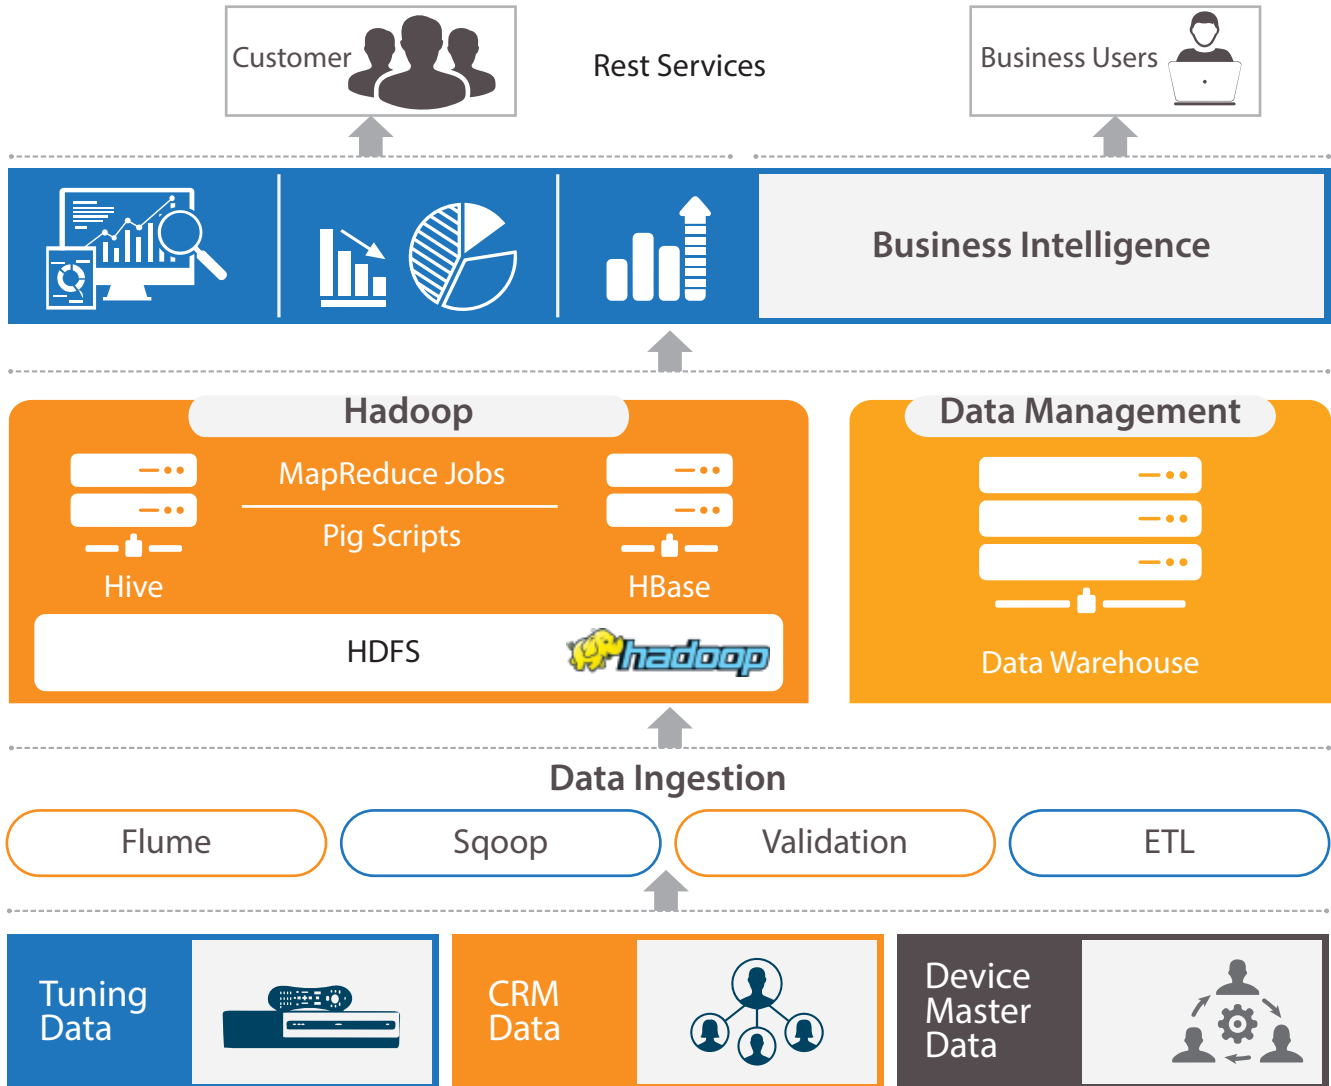 Customer
Rest Services
Business Users
Business Intelligence
Hadoop
Data Management
MapReduce Jobs
Pig Scripts
Hive
HBase
HDFS
hadoop
Data Warehouse
Data Ingestion
Flume
Sqoop
Validation
ETL
Tuning
Data
CRM
Data
Device
Master
Data